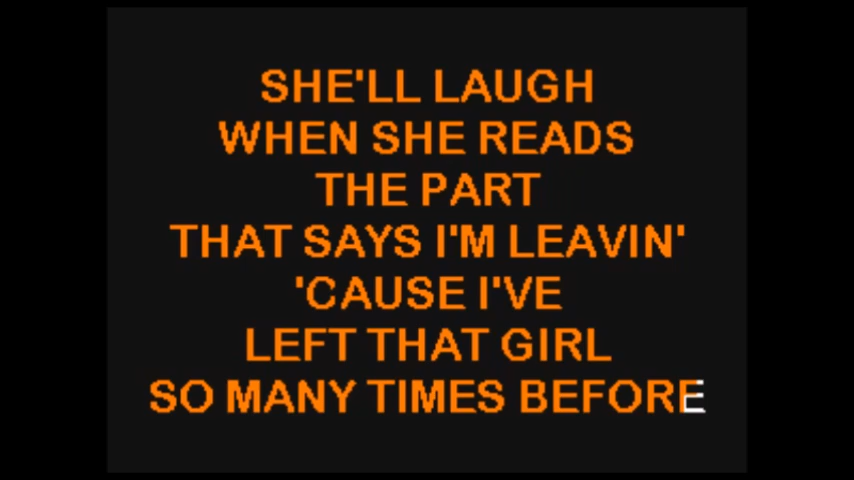 SHE'LL LAUGH
WHEN SHE READS
THE PART
THAT SAYS I'M LEAVIN'
'CAUSE I'VE
LEFT THAT GIRL
SO MANY TIMES BEFORE